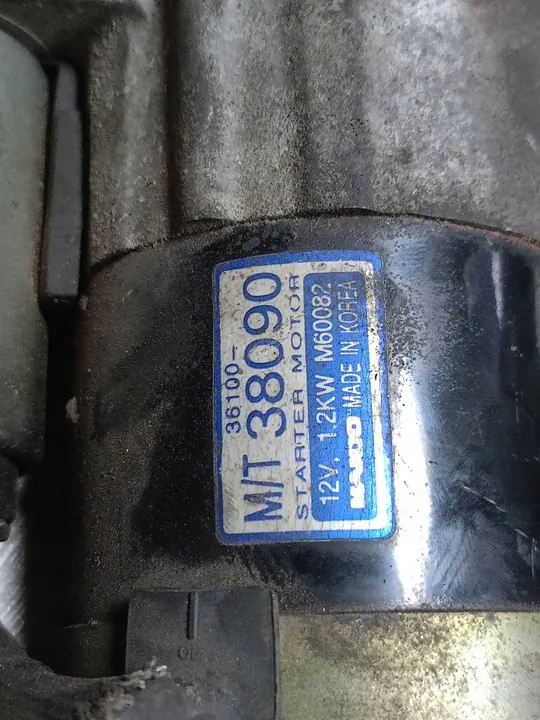 36100-
M/T 38090
STARTER MOTOR
12V. 1.2KW M60082
MANDO MADE IN KOREA